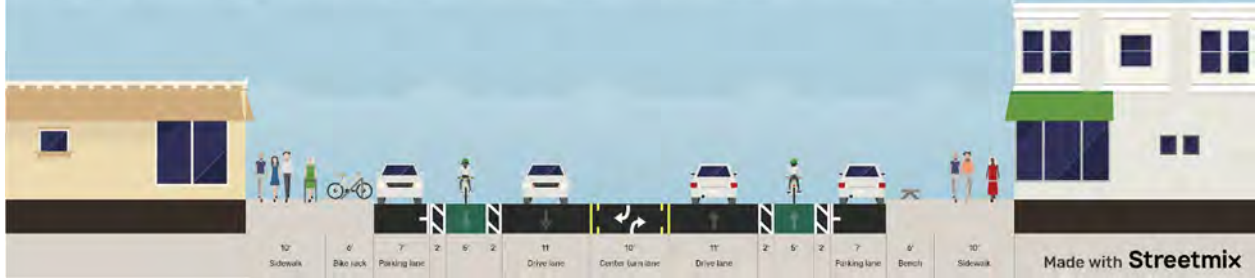 10' 6' 7' 2' 5' 2' 11' 10' 11' 2' 5' 2' 7' 6' 10'
Sidewalk Bike rack Parking lane Drive lane Center turn lane Drive lane Parking lane Bench Sidewalk
Made with Streetmix